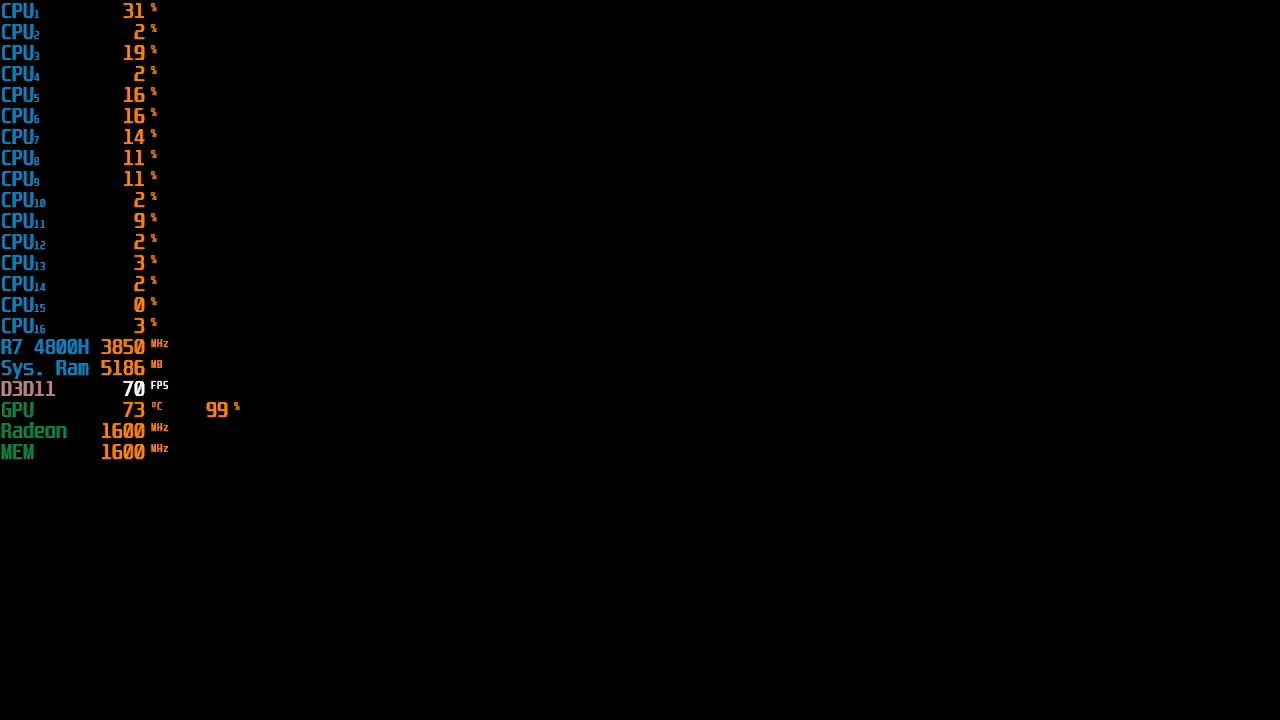 CPU1 31 %
CPU2 2 %
CPU3 19 %
CPU4 2 %
CPU5 16 %
CPU6 16 %
CPU7 14 %
CPU8 11 %
CPU9 11 %
CPU10 2 %
CPU11 9 %
CPU12 2 %
CPU13 3 %
CPU14 2 %
CPU15 0 %
CPU16 3 %
R7 4800H 3850 MHz
Sys. Ram 5186 MB
D3D11 70 FPS
GPU 73 °C 99 %
Radeon 1600 MHz
MEM 1600 MHz